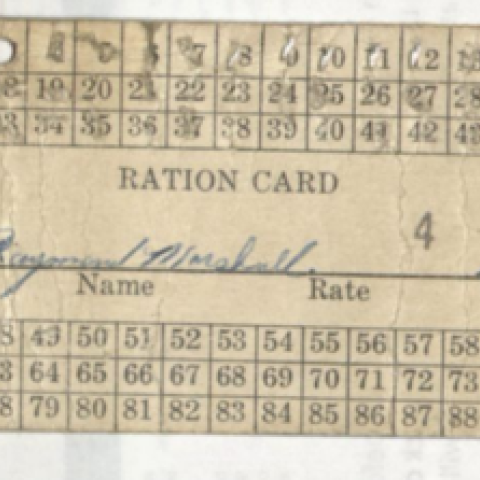 7 8 9 10 11 12
19 20 21 22 23 24 25 26 27 28
34 35 36 37 38 39 40 41 42
RATION CARD
4
Raymond Marshall
Name Rate
49 50 51 52 53 54 55 56 57 58
64 65 66 67 68 69 70 71 72 73
79 80 81 82 83 84 85 86 87 88